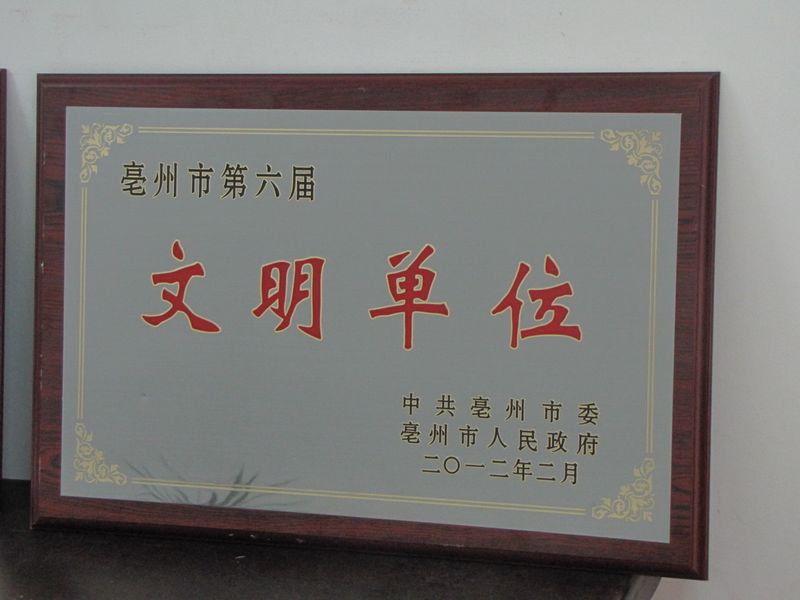 亳州市第六届
文明单位
中共亳州市委
亳州市人民政府
二〇一二年二月